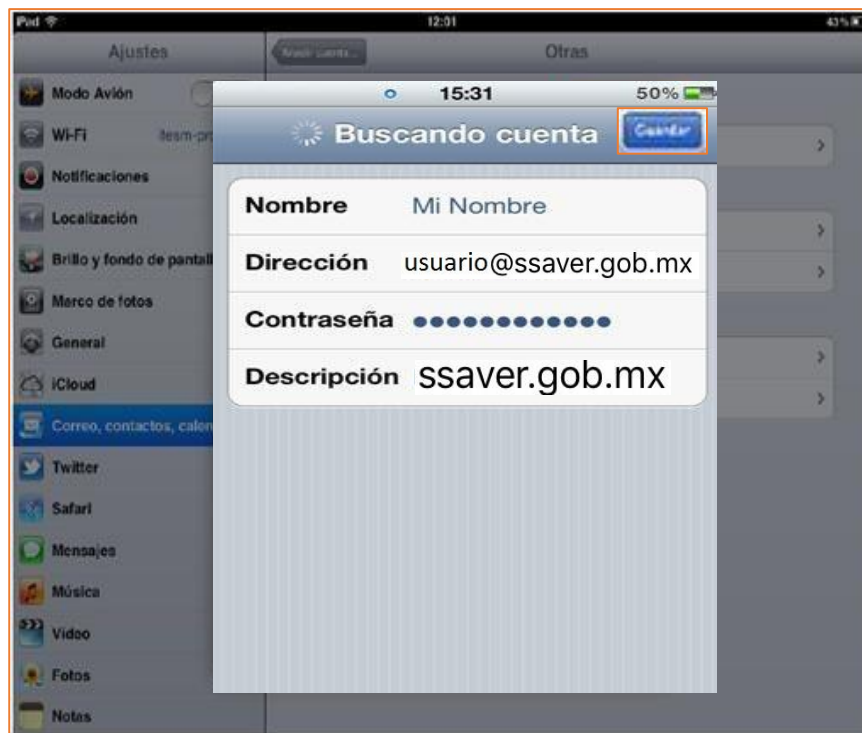 iPad 12:01 43%
Ajustes Otras
Modo Avión
Wi-Fi
Notificaciones
Localización
Brillo y fondo de pantall
Marco de fotos
General
iCloud
Correo, contactos, calen
Twitter
Safari
Mensajes
Música
Vídeo
Fotos
Notas
15:31 50%
Buscando cuenta Guardar
Nombre Mi Nombre
Dirección usuario@ssaver.gob.mx
Contraseña ●●●●●●●●●●●●
Descripción ssaver.gob.mx